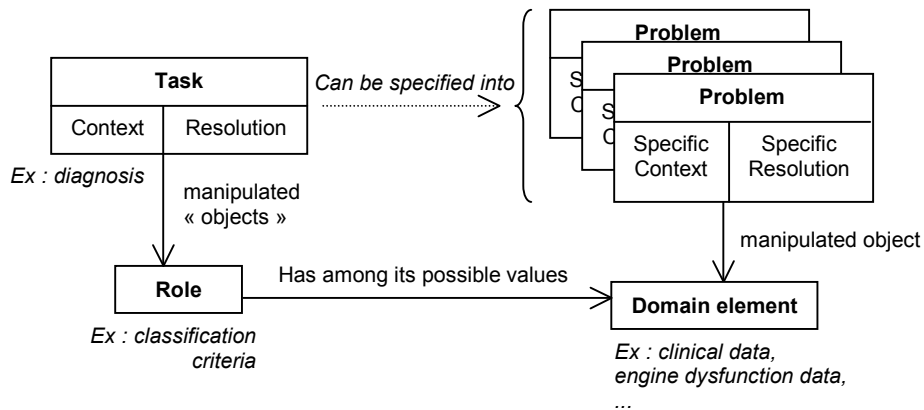 Problem
Task
Can be specified into
Problem
S
C
Problem
S
C
Context
Resolution
Specific
Context
Specific
Resolution
Ex : diagnosis
manipulated
« objects »
manipulated object
Has among its possible values
Role
Domain element
Ex : classification
criteria
Ex : clinical data,
engine dysfunction data,
...